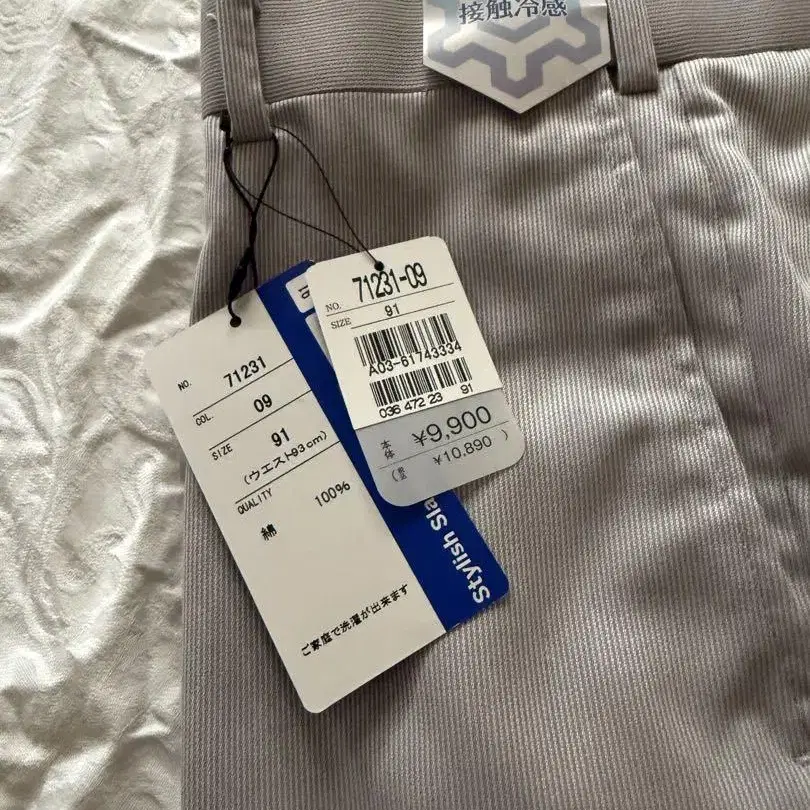 接触冷感
NO. 71231-09
SIZE 91
A03-61743334
036 472 23 91
本体 ¥9,900
(税込 ¥10,890)
NO. 71231
COL. 09
SIZE 91
(ウエスト93cm)
QUALITY
綿 100%
ご家庭で洗濯が出来ます
Stylish